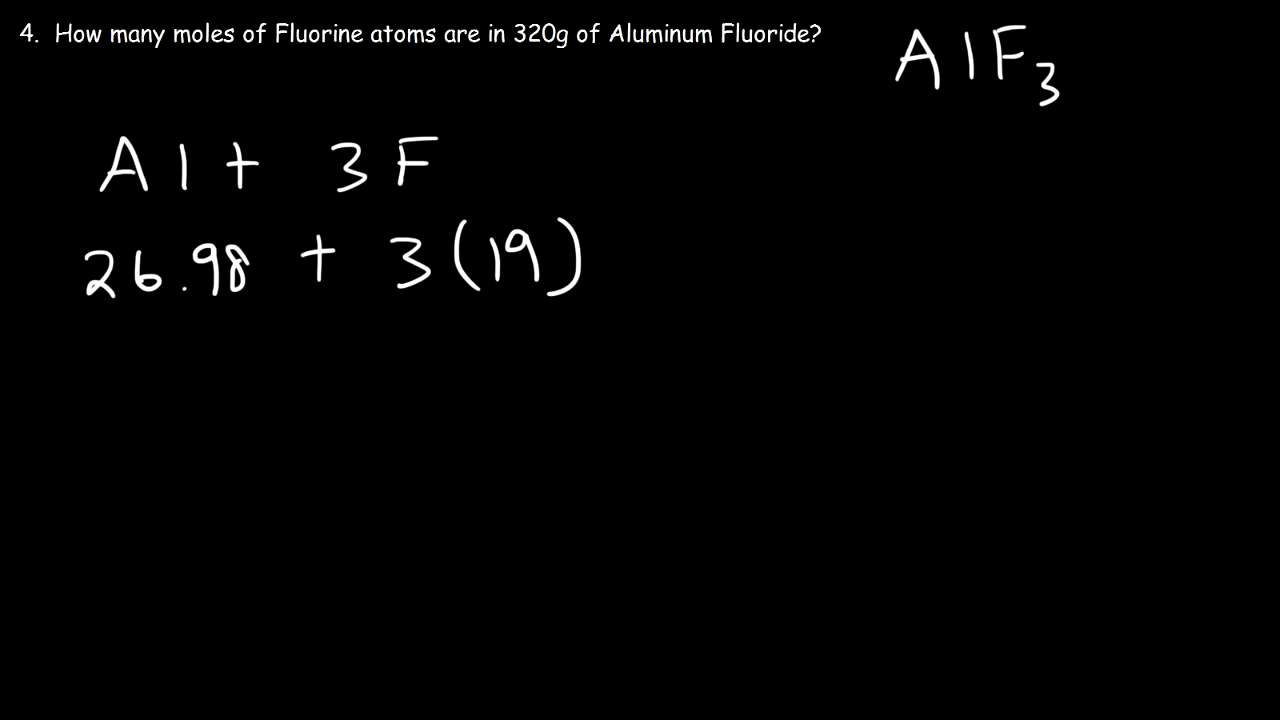 4. How many moles of Fluorine atoms are in 320g of Aluminum Fluoride?
AlF₃
Al + 3F
26.98 + 3(19)